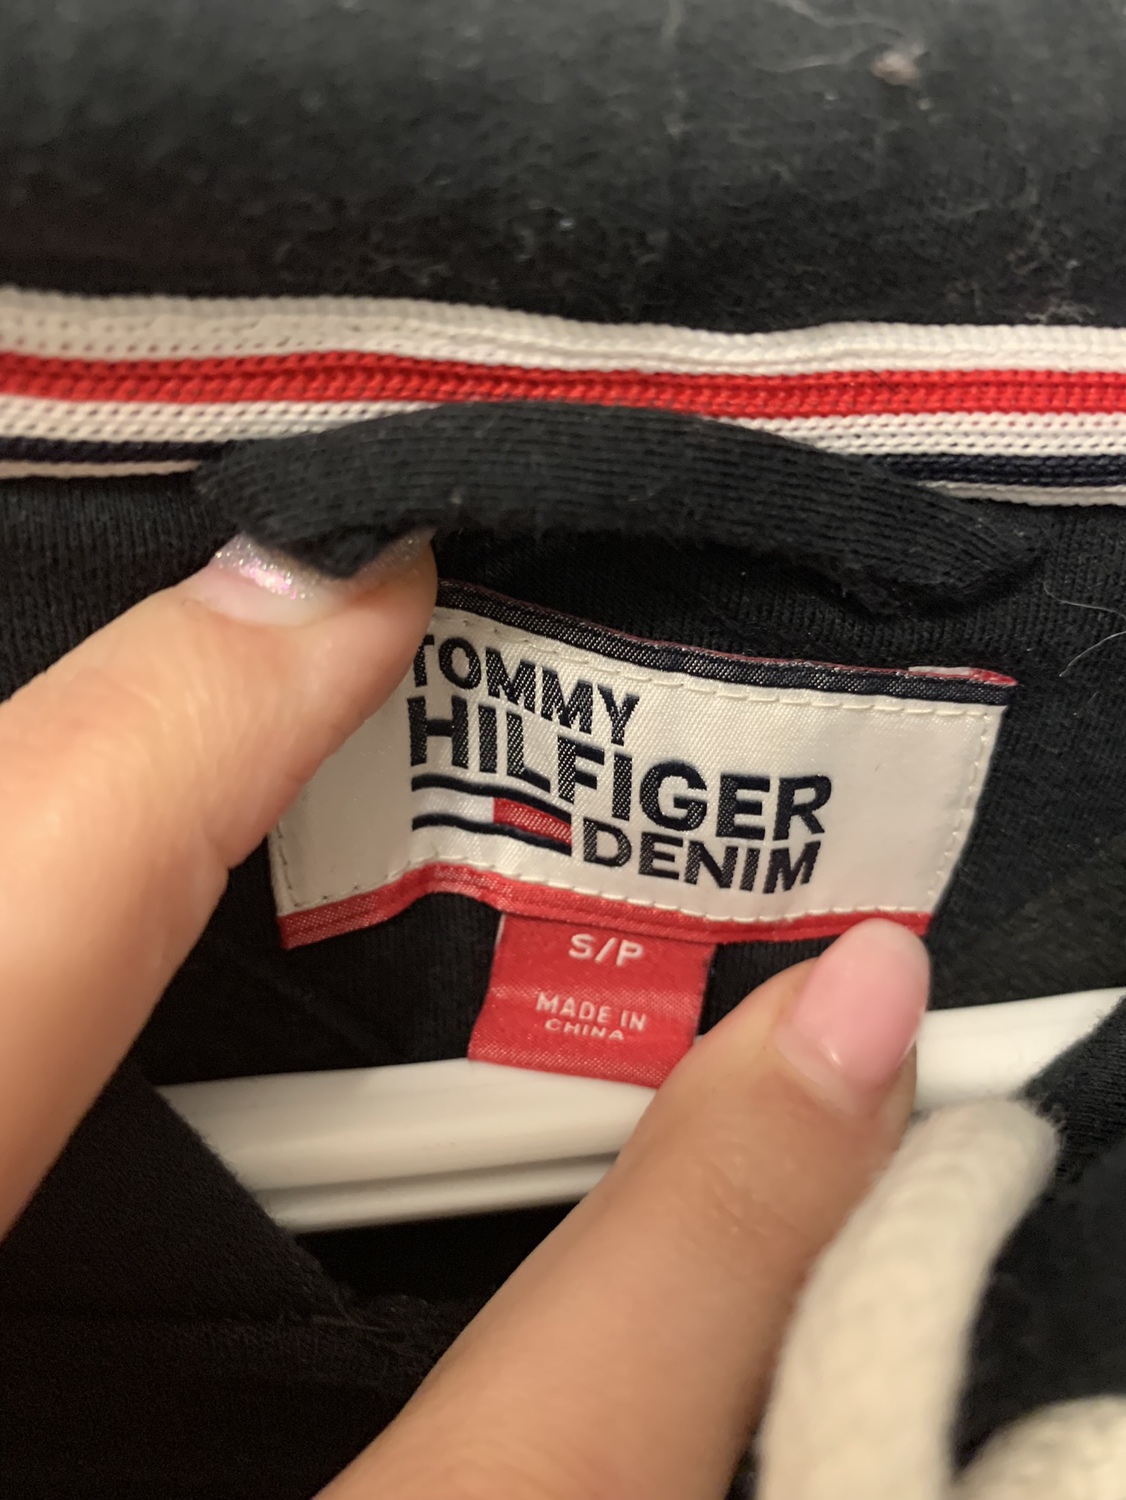 TOMMY
HILFIGER
DENIM
S/P
MADE IN
CHINA